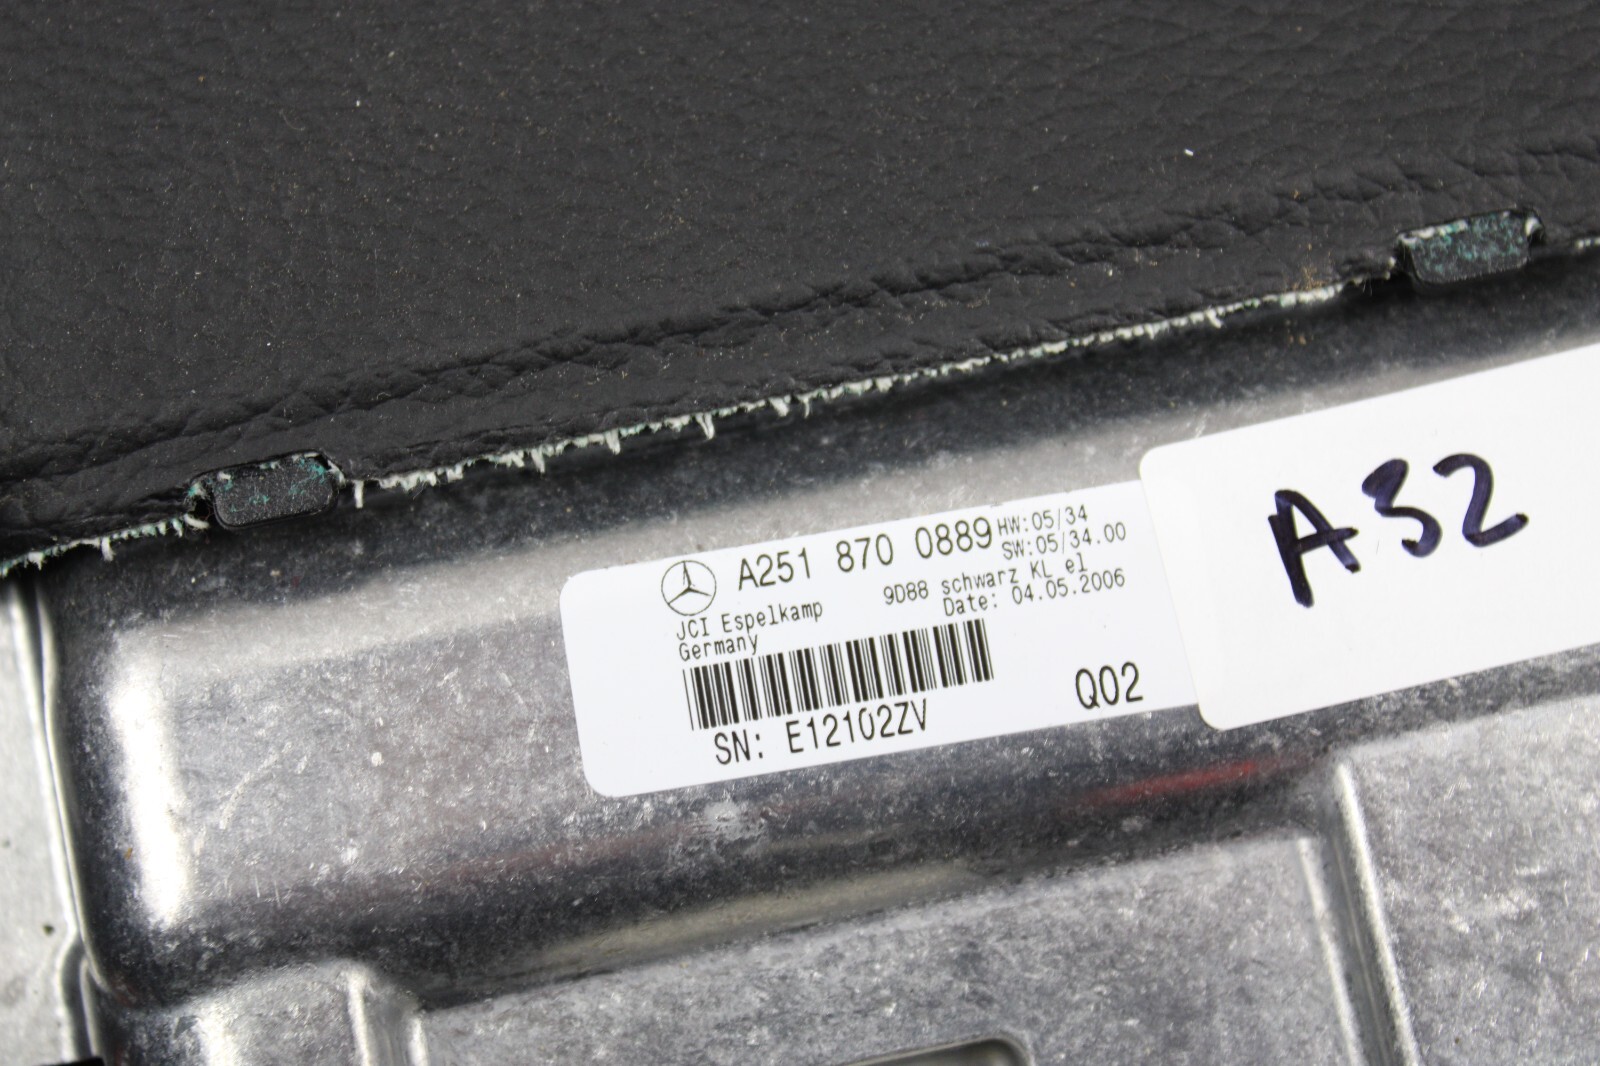 A251 870 0889
HW:05/34
SW:05/34.00
9D88 schwarz KL el
Date: 04.05.2006
JCI Espelkamp
Germany
SN: E12102ZV
Q02
A32